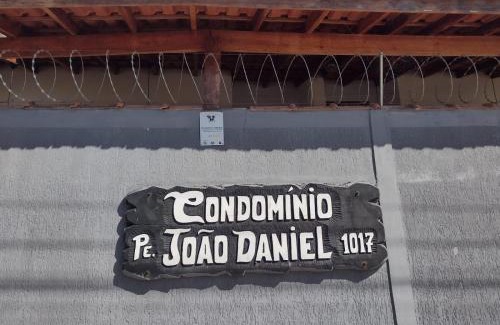 CONDOMÍNIO
PE. JOÃO DANIEL 1017